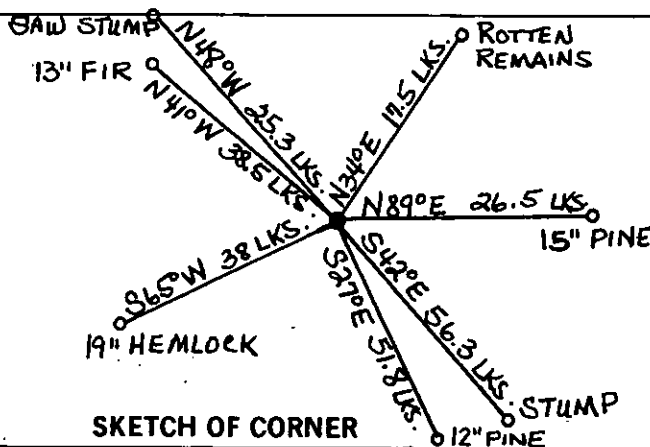 SAW STUMP
N48°W 25.3 LKS.
ROTTEN
REMAINS
13" FIR
N41°W 38.5 LKS.
N34°E 17.5 LKS.
N89°E 26.5 LKS.
15" PINE
S65°W 38 LKS.
19" HEMLOCK
S42°E 56.3 LKS.
STUMP
S27°E 51.8 LKS.
12" PINE
SKETCH OF CORNER